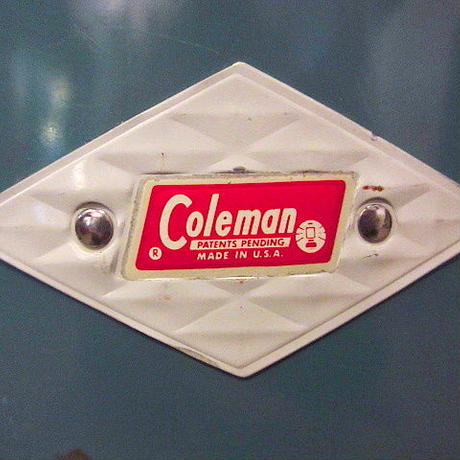 Coleman
PATENTS PENDING
® MADE IN U.S.A.